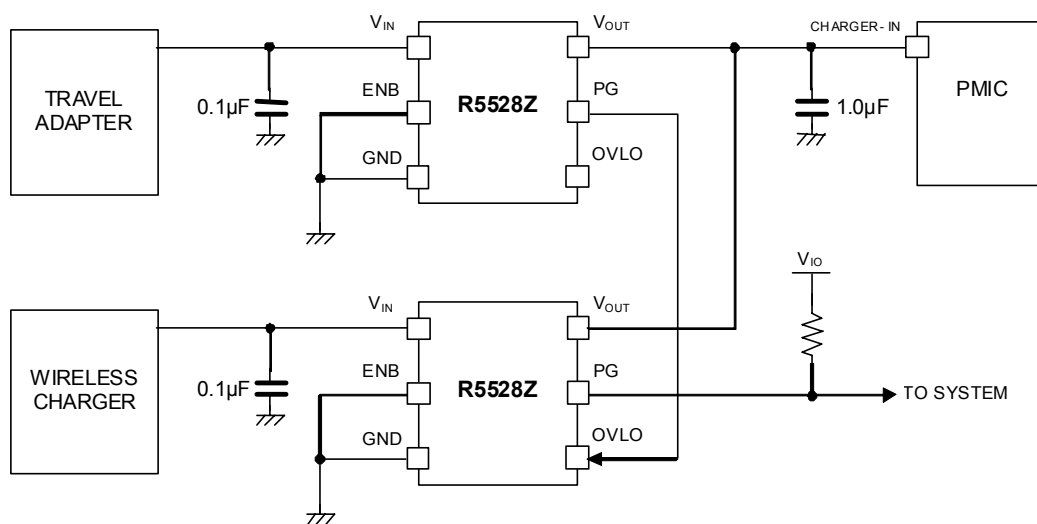 TRAVEL
ADAPTER
0.1µF
VIN
ENB
GND
R5528Z
VOUT
PG
OVLO
CHARGER-IN
1.0µF
PMIC
WIRELESS
CHARGER
0.1µF
VIN
ENB
GND
R5528Z
VOUT
PG
OVLO
VIO
TO SYSTEM